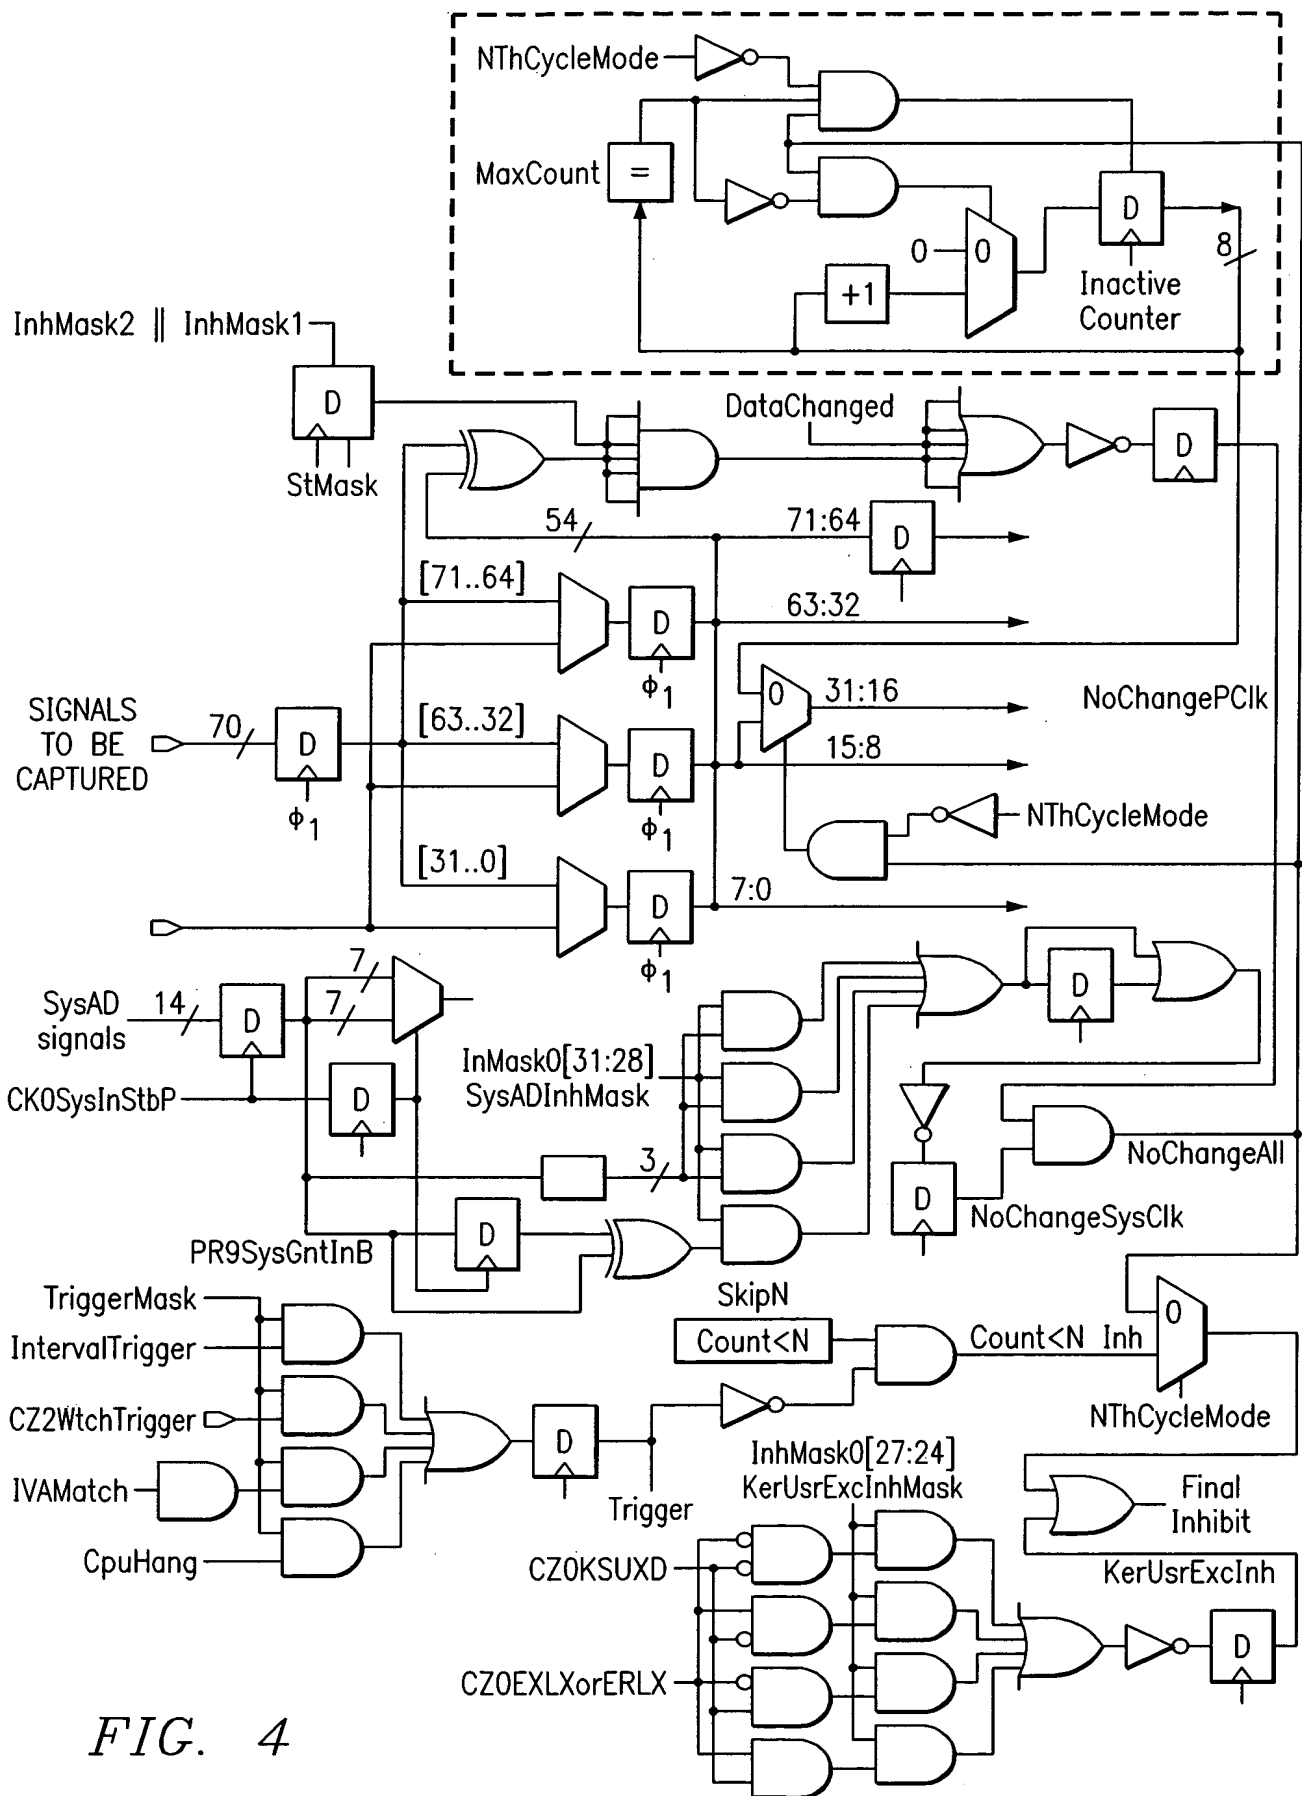 NThCycleMode
MaxCount
=
D
0
0
8
+1
Inactive
Counter
InhMask2 || InhMask1
D
StMask
DataChanged
D
54
71:64
D
[71..64]
D
63:32
ϕ1
0
31:16
NoChangePClk
SIGNALS
TO BE
CAPTURED
70
D
ϕ1
[63..32]
D
ϕ1
15:8
NThCycleMode
[31..0]
D
7:0
ϕ1
7
7
SysAD
signals
14
D
D
InMask0[31:28]
SysADInhMask
CK0SysInStbP
D
3
NoChangeAll
D
NoChangeSysClk
D
PR9SysGntInB
TriggerMask
SkipN
IntervalTrigger
Count<N
Count<N Inh
0
NThCycleMode
CZ2WtchTrigger
D
IVAMatch
Trigger
InhMask0[27:24]
KerUsrExcInhMask
Final
Inhibit
CpuHang
CZ0KSUXD
KerUsrExcInh
D
CZ0EXLXorERLX
FIG. 4